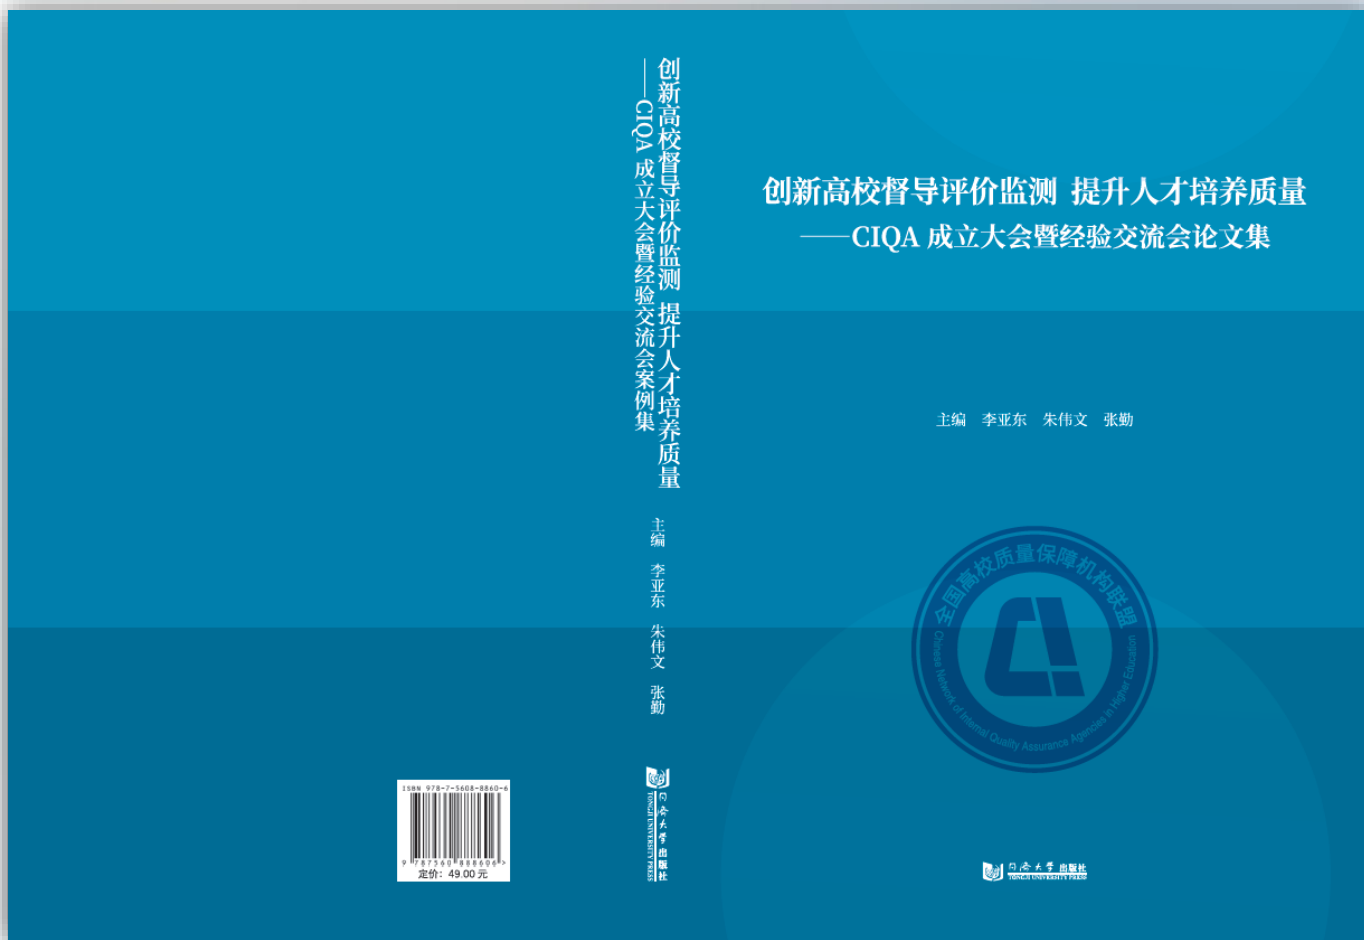 创新高校督导评价监测 提升人才培养质量
——CIQA 成立大会暨经验交流会论文集
主编 李亚东 朱伟文 张勤
全国高校质量保障机构联盟
Chinese Network of Internal Quality Assurance Agencies in Higher Education
同济大学出版社
TONGJI UNIVERSITY PRESS
创新高校督导评价监测 提升人才培养质量
——CIQA 成立大会暨经验交流会案例集
主编 李亚东 朱伟文 张勤
同济大学出版社
TONGJI UNIVERSITY PRESS
ISBN 978-7-5608-8860-6
9 787560 888606 >
定价：49.00 元